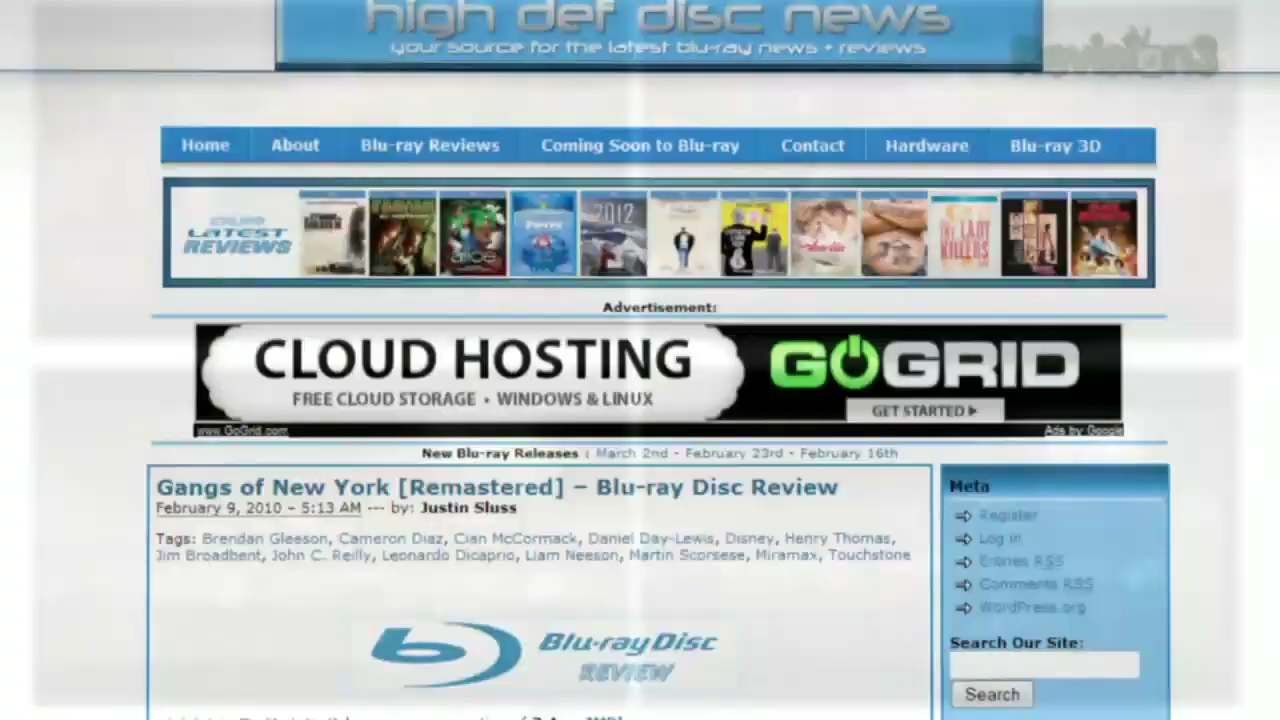 high def disc news
your source for the latest blu-ray news + reviews
Home About Blu-ray Reviews Coming Soon to Blu-ray Contact Hardware Blu-ray 3D
LATEST
REVIEWS
2012
THE LADY
KILLERS
Advertisement:
CLOUD HOSTING
FREE CLOUD STORAGE • WINDOWS & LINUX
GOGRID
GET STARTED
www.GoGrid.com
Ads by Google
New Blu-ray Releases : March 2nd - February 23rd - February 16th
Gangs of New York [Remastered] – Blu-ray Disc Review
February 9, 2010 – 5:13 AM --- by: Justin Sluss
Tags: Brendan Gleeson, Cameron Diaz, Cian McCormack, Daniel Day-Lewis, Disney, Henry Thomas,
Jim Broadbent, John C. Reilly, Leonardo Dicaprio, Liam Neeson, Martin Scorsese, Miramax, Touchstone
Blu-ray Disc
REVIEW
Meta
Register
Log in
Entries RSS
Comments RSS
WordPress.org
Search Our Site:
Search